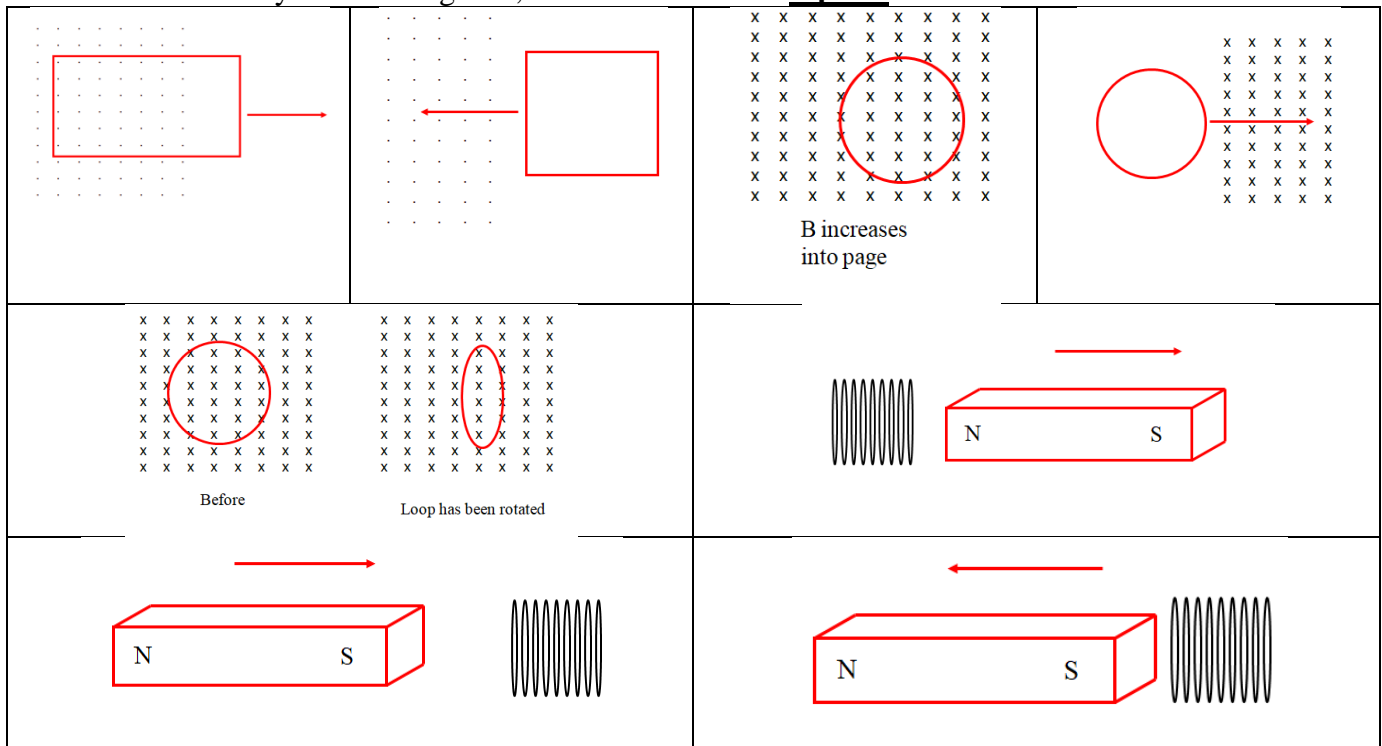 B increases
into page
Before
Loop has been rotated
N S
N S
N S